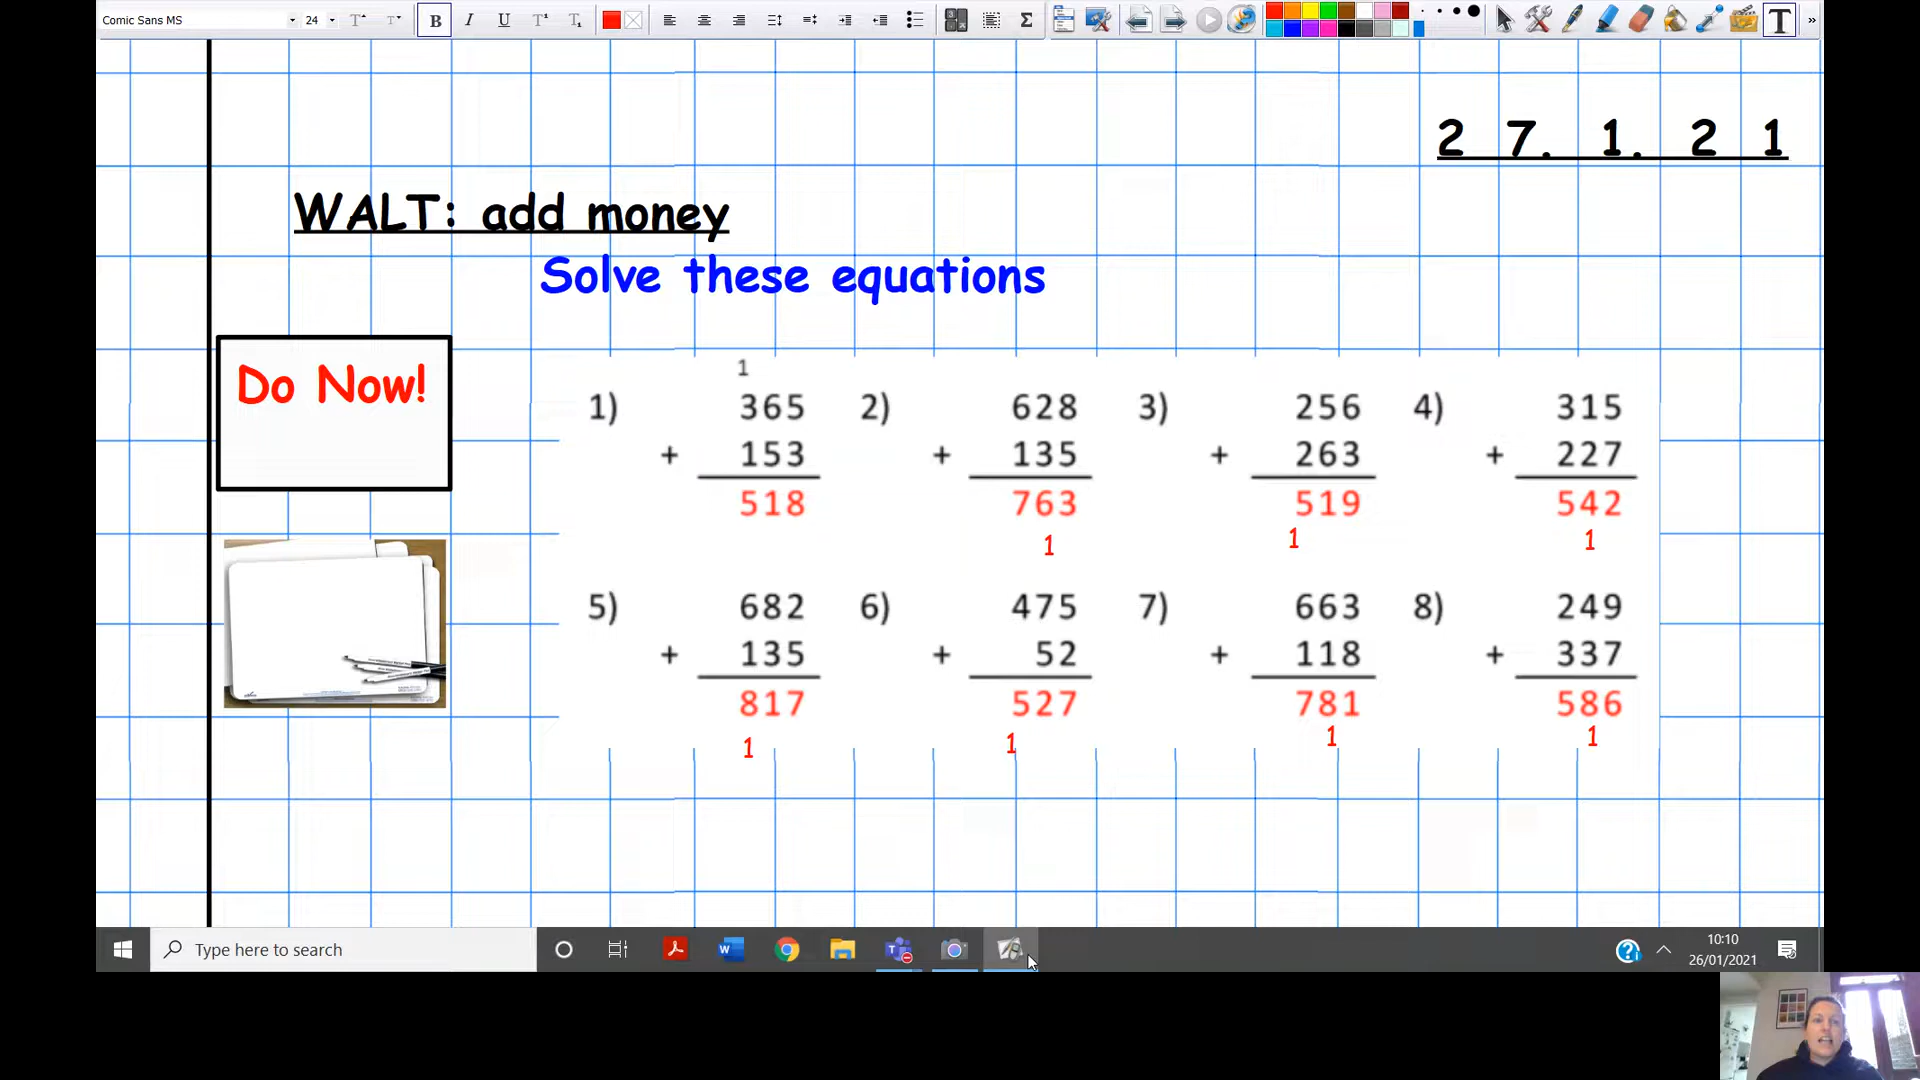 Comic Sans MS 24 B I U
2 7. 1. 2 1
WALT: add money
Solve these equations
Do Now!
1
1) 365 2) 628 3) 256 4) 315
+ 153 + 135 + 263 + 227
518 763 519 542
1 1 1
5) 682 6) 475 7) 663 8) 249
+ 135 + 52 + 118 + 337
817 527 781 586
1 1 1 1
Type here to search
10:10
26/01/2021